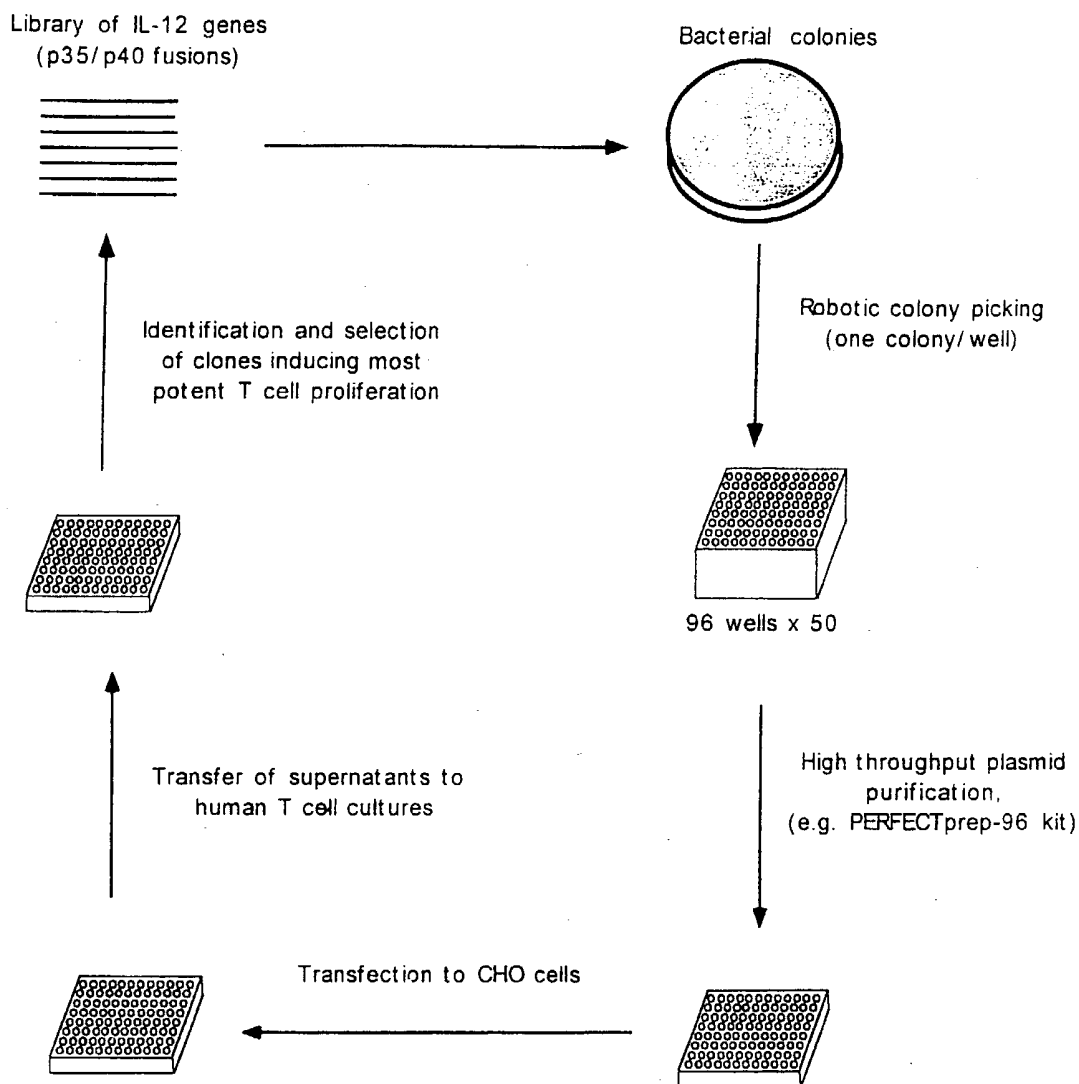 Library of IL-12 genes
(p35/p40 fusions)
Bacterial colonies
Robotic colony picking
(one colony/well)
Identification and selection
of clones inducing most
potent T cell proliferation
96 wells x 50
High throughput plasmid
purification,
(e.g. PERFECTprep-96 kit)
Transfer of supernatants to
human T cell cultures
Transfection to CHO cells